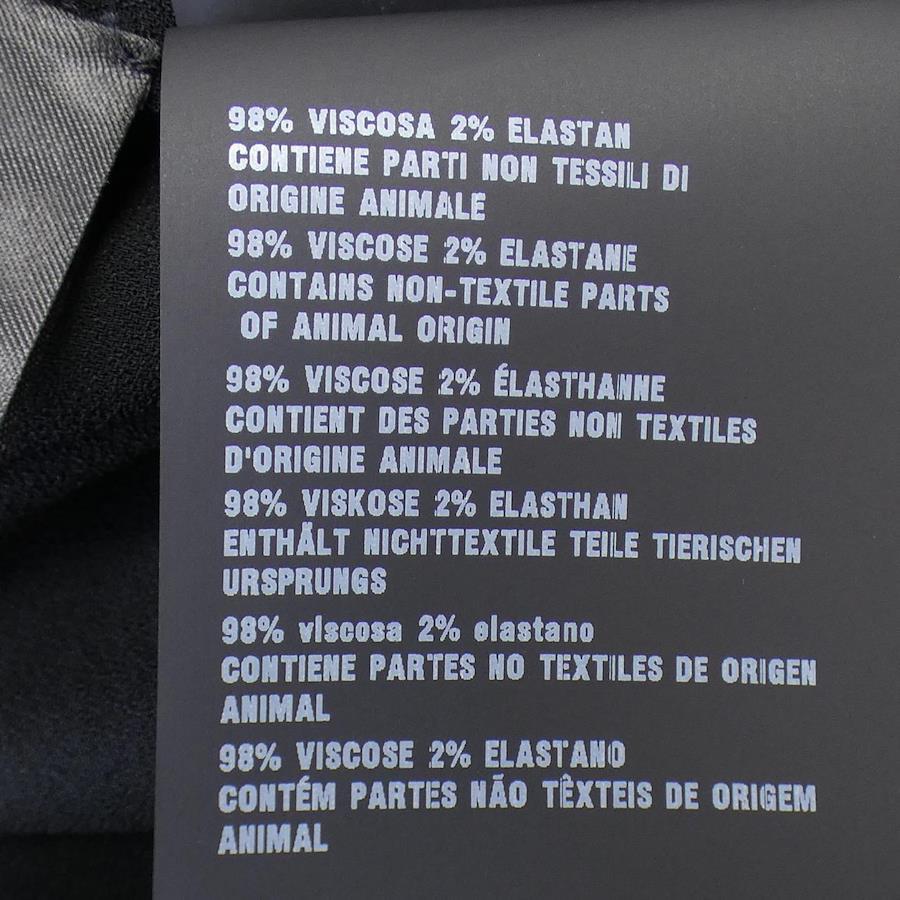 98% VISCOSA 2% ELASTAN
CONTIENE PARTI NON TESSILI DI
ORIGINE ANIMALE
98% VISCOSE 2% ELASTANE
CONTAINS NON-TEXTILE PARTS
OF ANIMAL ORIGIN
98% VISCOSE 2% ÉLASTHANNE
CONTIENT DES PARTIES NON TEXTILES
D'ORIGINE ANIMALE
98% VISKOSE 2% ELASTHAN
ENTHÄLT NICHTTEXTILE TEILE TIERISCHEN
URSPRUNGS
98% viscosa 2% elastano
CONTIENE PARTES NO TEXTILES DE ORIGEN
ANIMAL
98% VISCOSE 2% ELASTANO
CONTÉM PARTES NÃO TÊXTEIS DE ORIGEM
ANIMAL